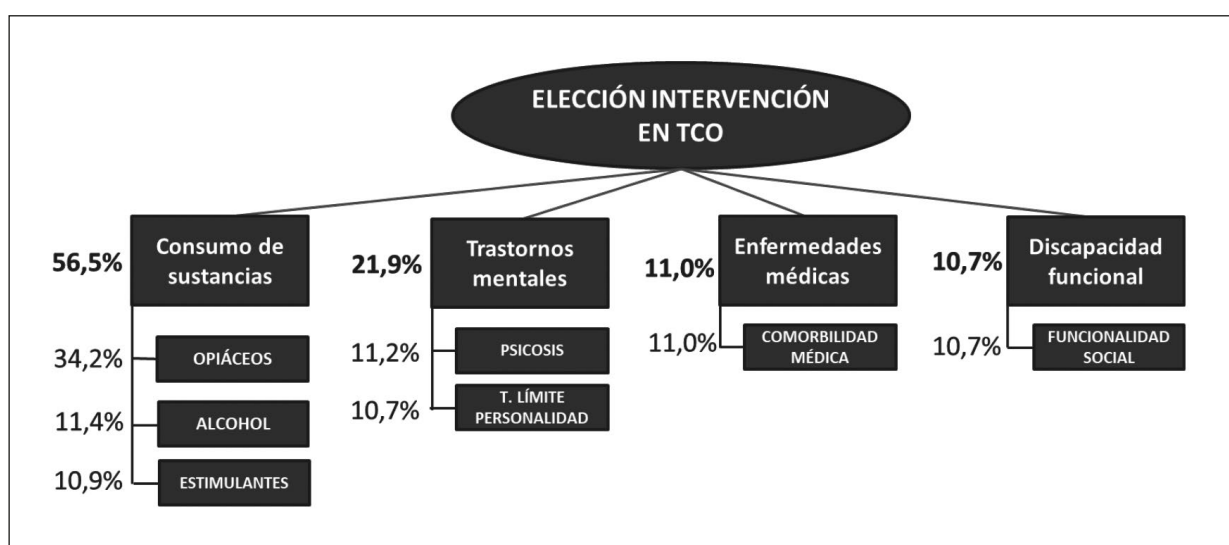 ELECCIÓN INTERVENCIÓN
EN TCO
56,5%
Consumo de
sustancias
34,2%
OPIÁCEOS
11,4%
ALCOHOL
10,9%
ESTIMULANTES
21,9%
Trastornos
mentales
11,2%
PSICOSIS
10,7%
T. LÍMITE
PERSONALIDAD
11,0%
Enfermedades
médicas
11,0%
COMORBILIDAD
MÉDICA
10,7%
Discapacidad
funcional
10,7%
FUNCIONALIDAD
SOCIAL